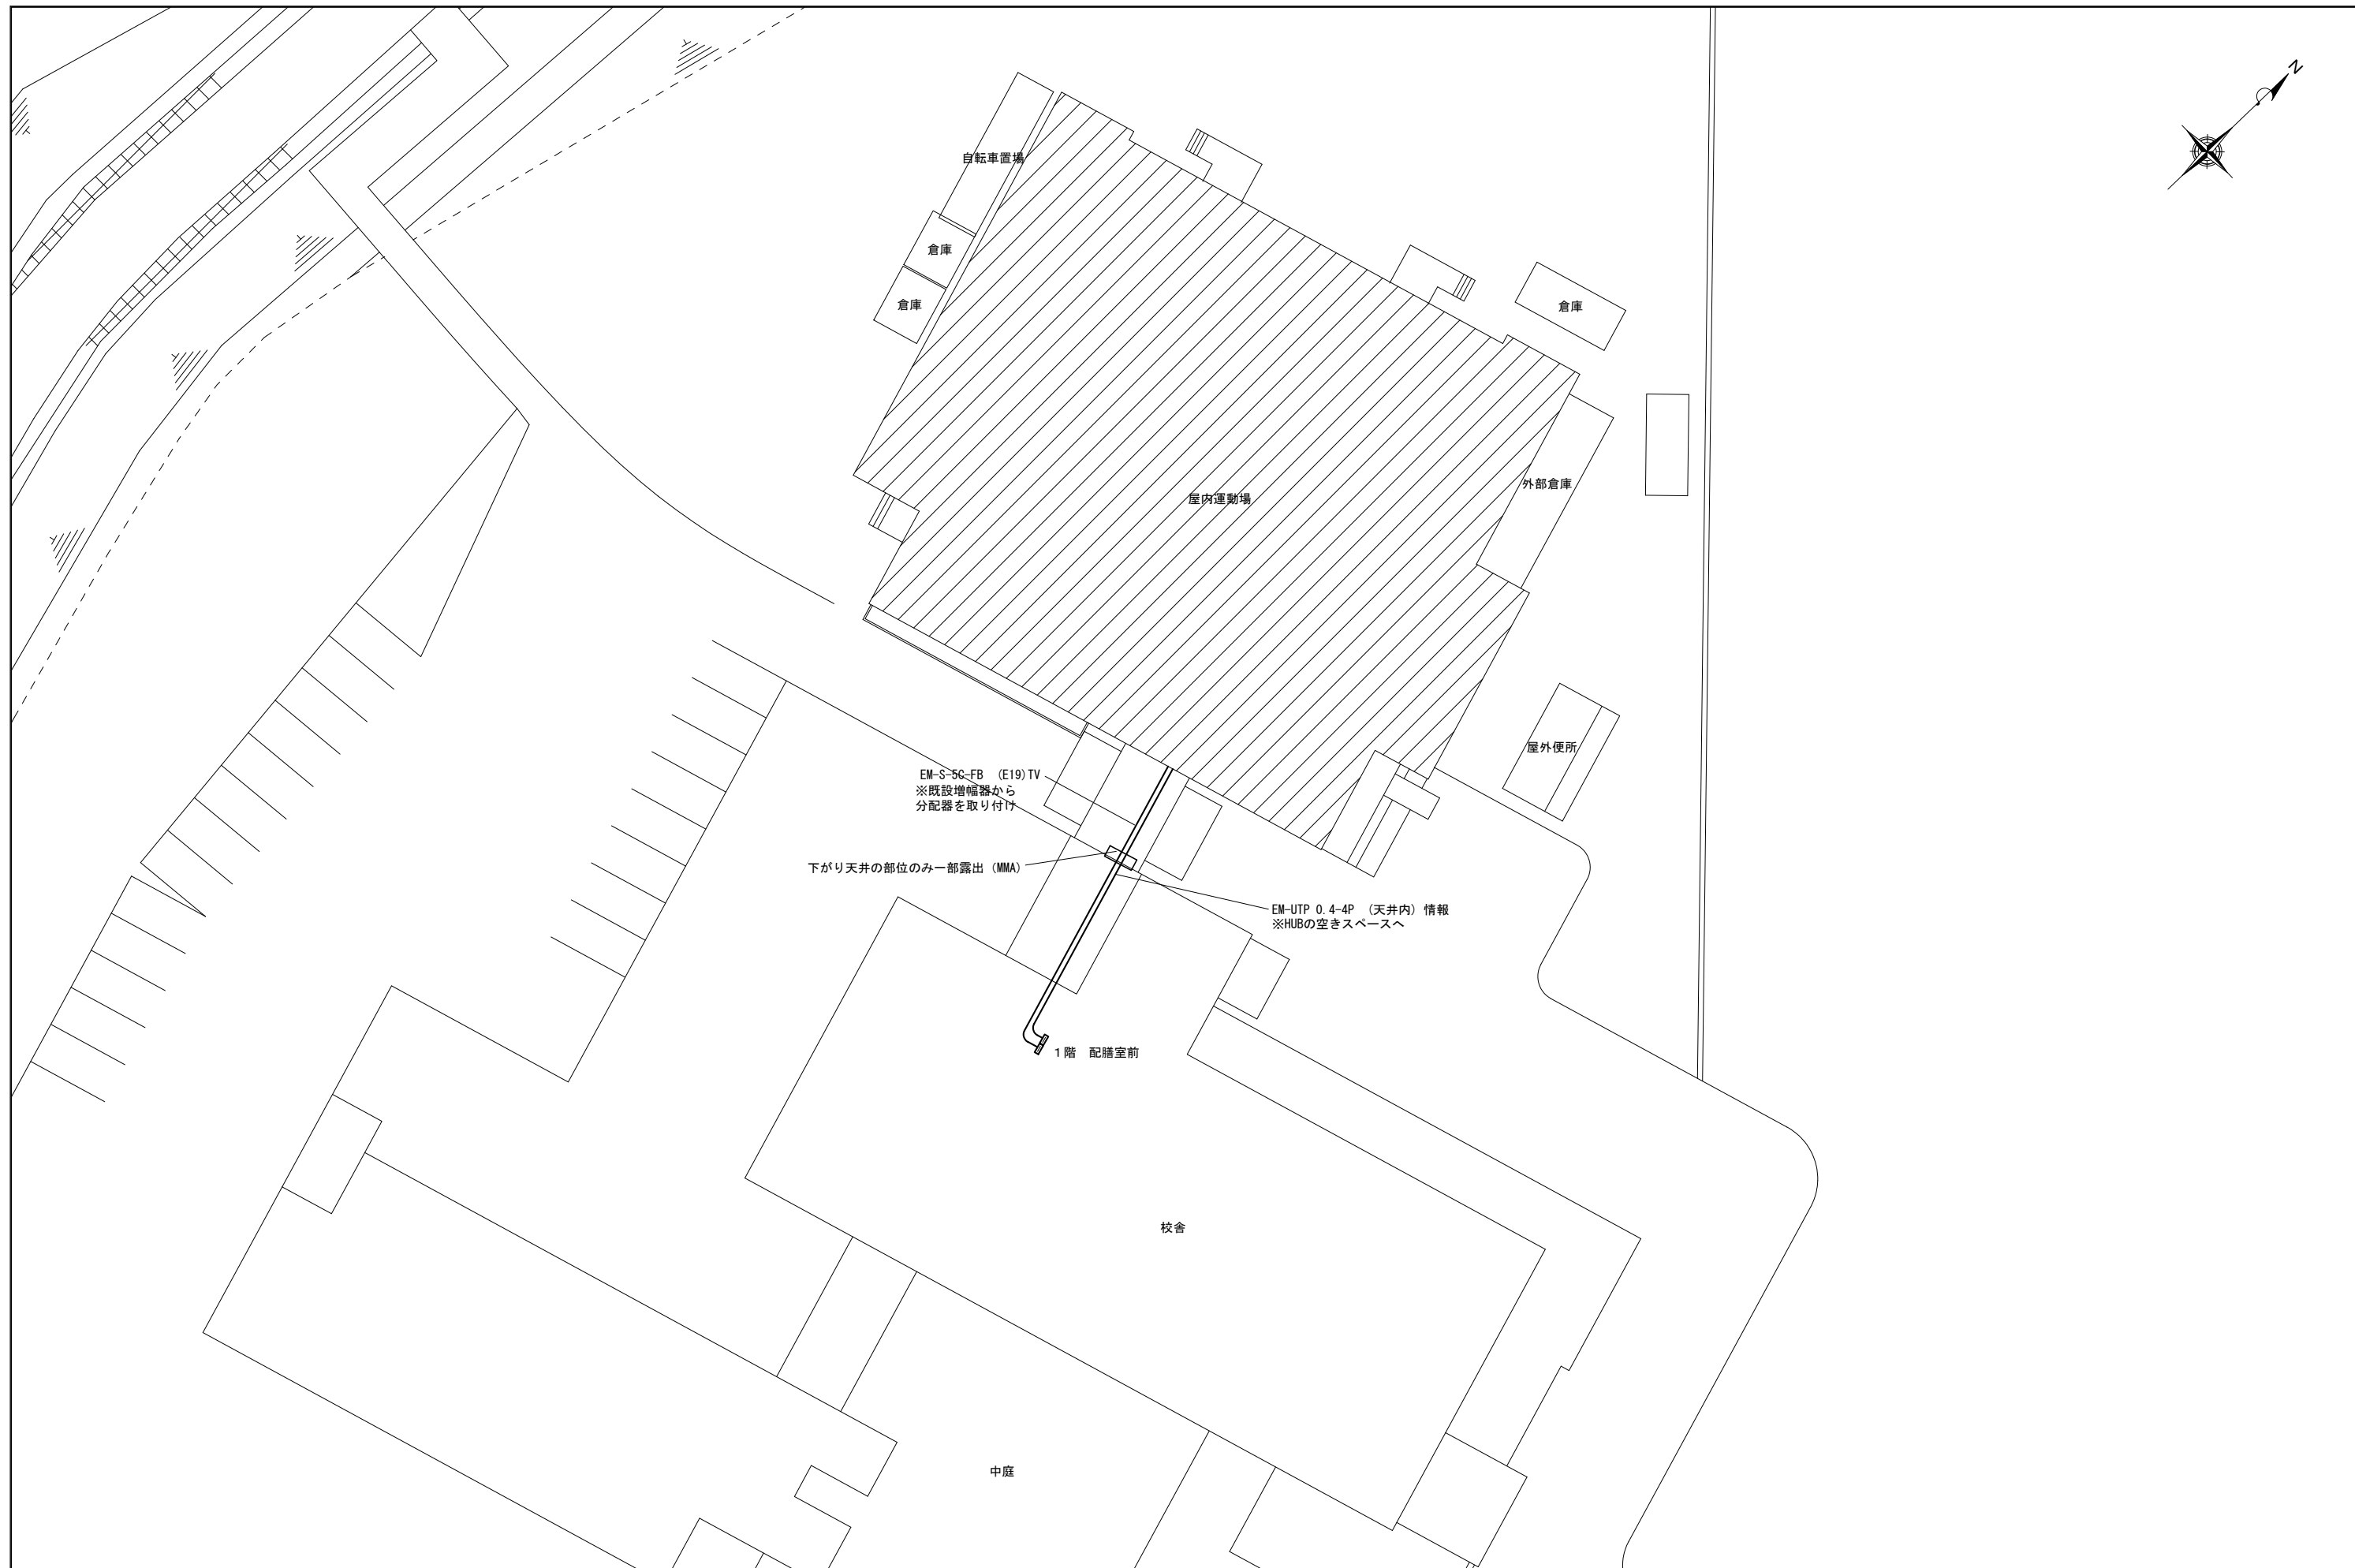 N
自転車置場
倉庫
倉庫
倉庫
外部倉庫
屋内運動場
屋外便所
EM-S-5C-FB （E19)TV
※既設増幅器から
分配器を取り付け
下がり天井の部位のみ一部露出（MMA）
EM-UTP 0.4-4P （天井内）情報
※HUBの空きスペースへ
１階　配膳室前
校舎
中庭